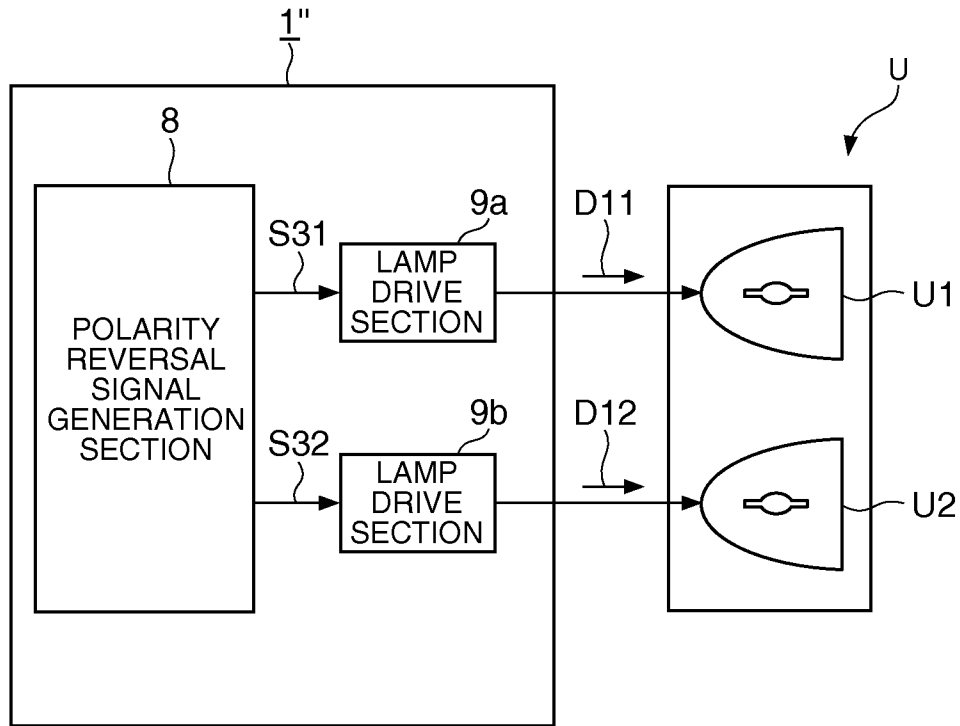 1"
U
8
9a
D11
S31
LAMP
DRIVE
SECTION
U1
POLARITY
REVERSAL
SIGNAL
GENERATION
SECTION
9b
D12
S32
LAMP
DRIVE
SECTION
U2